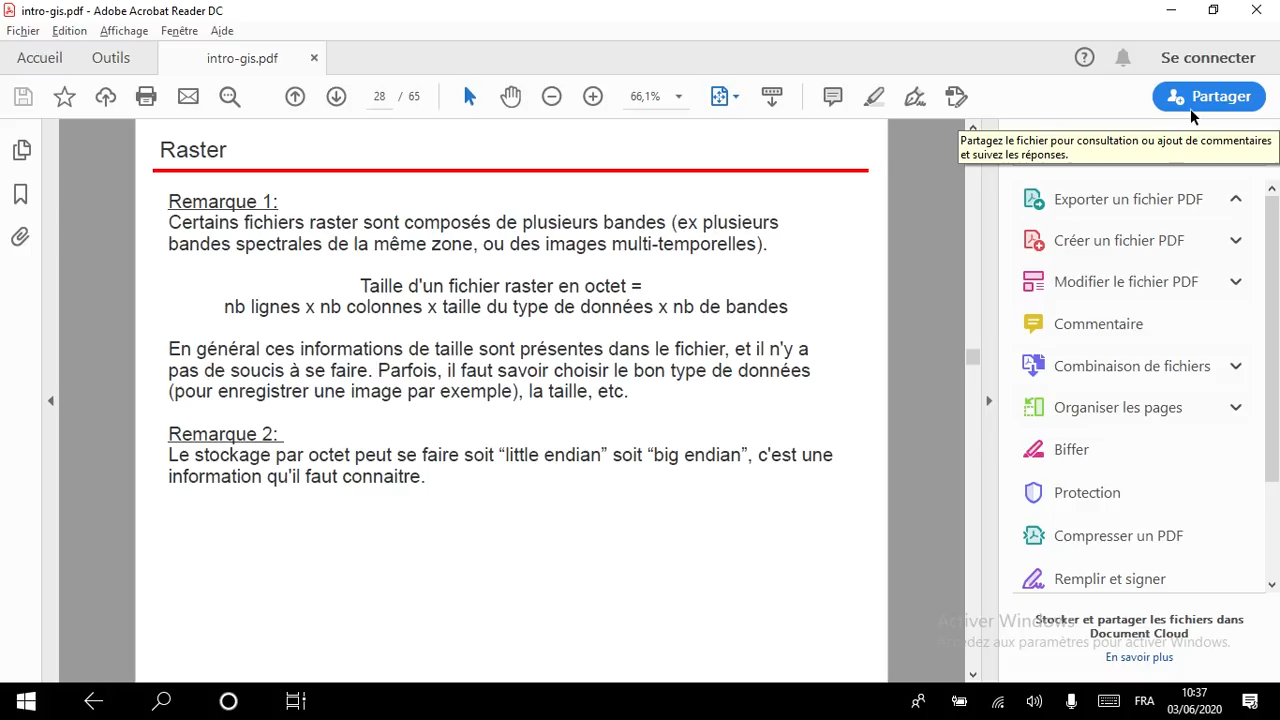 intro-gis.pdf - Adobe Acrobat Reader DC
Fichier Edition Affichage Fenêtre Aide
Accueil Outils intro-gis.pdf × Se connecter
28 / 65 66,1% Partager
Partagez le fichier pour consultation ou ajout de commentaires
et suivez les réponses.
Raster
Remarque 1:
Certains fichiers raster sont composés de plusieurs bandes (ex plusieurs
bandes spectrales de la même zone, ou des images multi-temporelles).
Taille d'un fichier raster en octet =
nb lignes x nb colonnes x taille du type de données x nb de bandes
En général ces informations de taille sont présentes dans le fichier, et il n'y a
pas de soucis à se faire. Parfois, il faut savoir choisir le bon type de données
(pour enregistrer une image par exemple), la taille, etc.
Remarque 2:
Le stockage par octet peut se faire soit “little endian” soit “big endian”, c'est une
information qu'il faut connaitre.
Exporter un fichier PDF
Créer un fichier PDF
Modifier le fichier PDF
Commentaire
Combinaison de fichiers
Organiser les pages
Biffer
Protection
Compresser un PDF
Remplir et signer
Stocker et partager les fichiers dans
Document Cloud
En savoir plus
Activer Windows
Accédez aux paramètres pour activer Windows.
FRA
10:37
03/06/2020